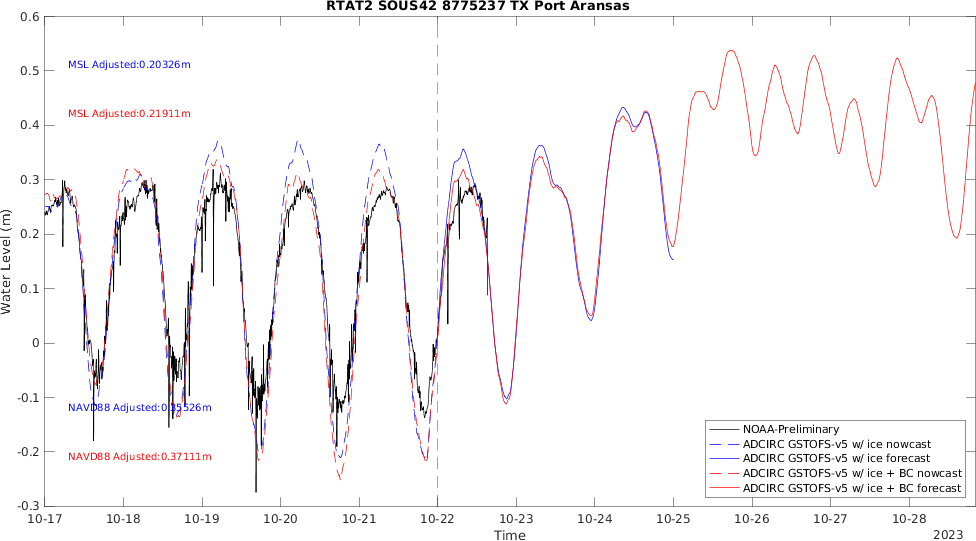 RTAT2 SOUS42 8775237 TX Port Aransas
0.6
0.5
0.4
0.3
0.2
0.1
0
-0.1
-0.2
-0.3
Water Level (m)
MSL Adjusted:0.20326m
MSL Adjusted:0.21911m
NAVD88 Adjusted:0.35526m
NAVD88 Adjusted:0.37111m
NOAA-Preliminary
ADCIRC GSTOFS-v5 w/ ice nowcast
ADCIRC GSTOFS-v5 w/ ice forecast
ADCIRC GSTOFS-v5 w/ ice + BC nowcast
ADCIRC GSTOFS-v5 w/ ice + BC forecast
10-17 10-18 10-19 10-20 10-21 10-22 10-23 10-24 10-25 10-26 10-27 10-28
Time
2023